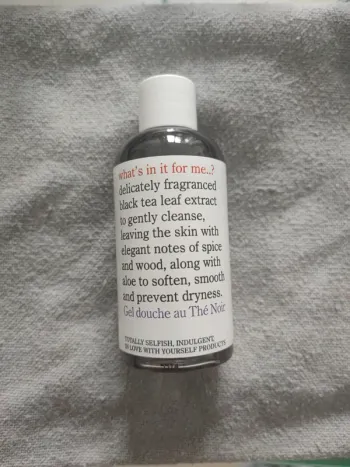 what's in it for me..?
delicately fragranced
black tea leaf extract
to gently cleanse,
leaving the skin with
elegant notes of spice
and wood, along with
aloe to soften, smooth
and prevent dryness.
Gel douche au Thé Noir
TOTALLY SELFISH, INDULGENT,
IN LOVE WITH YOURSELF PRODUCTS